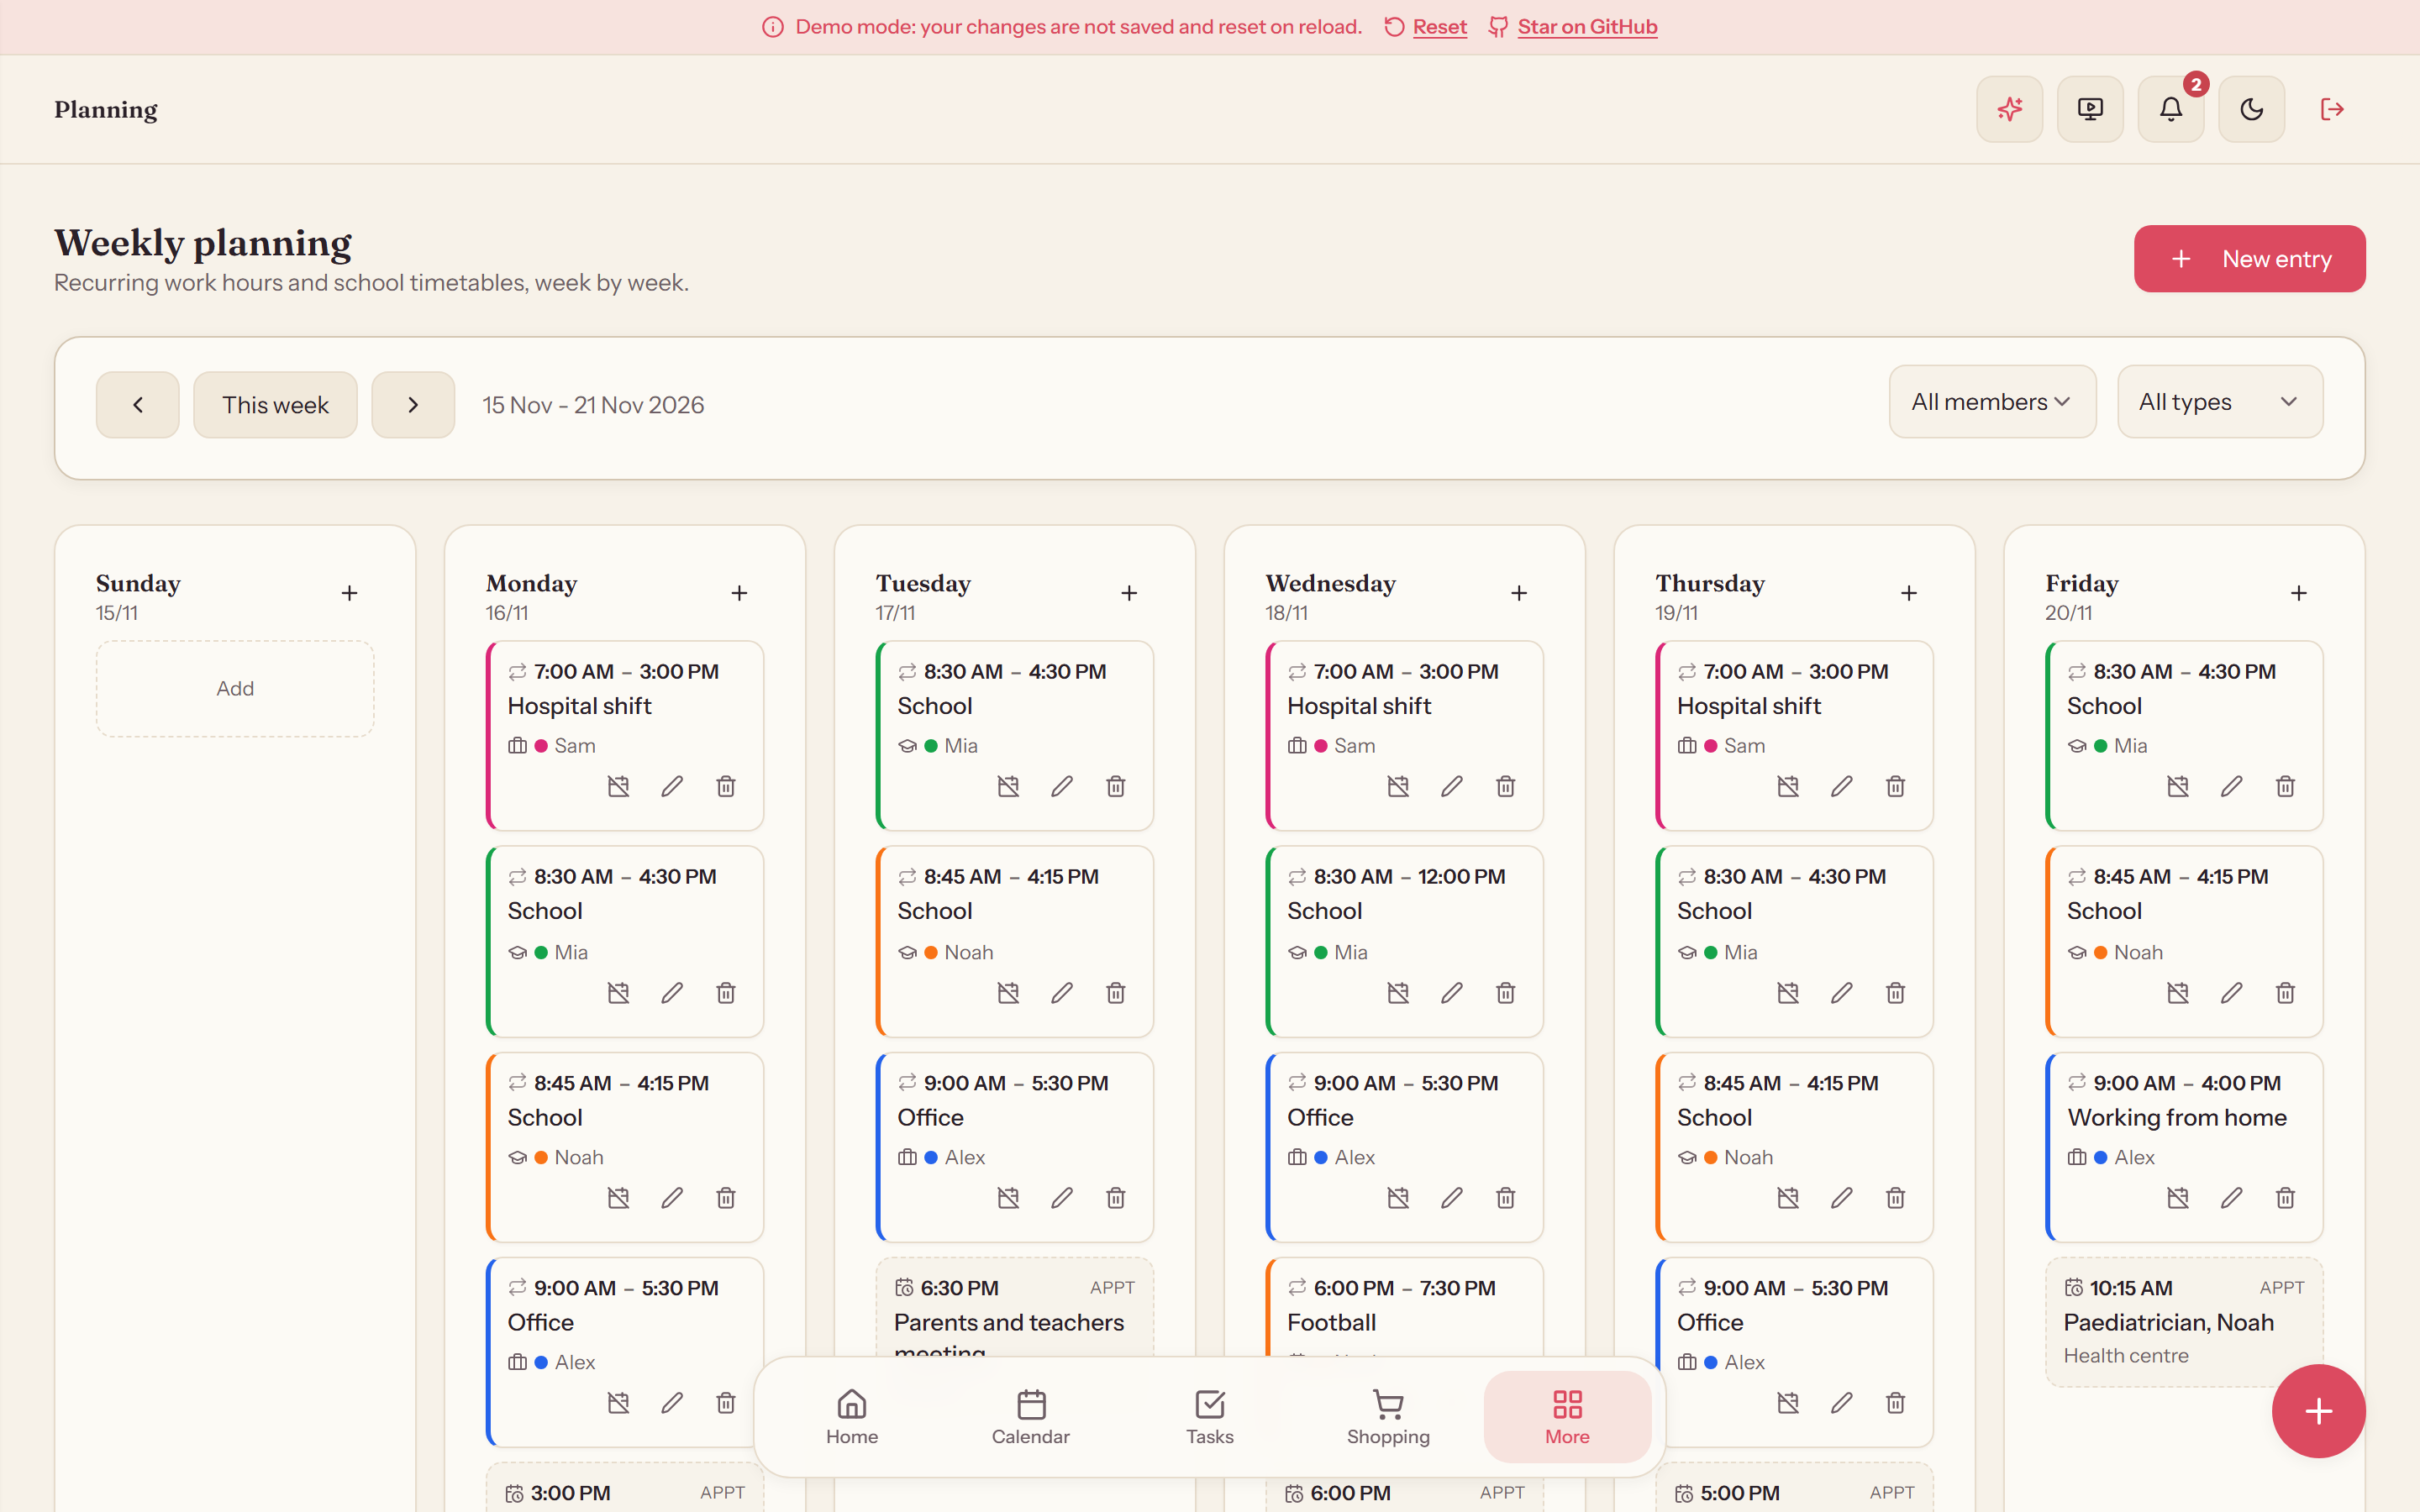 Demo mode: your changes are not saved and reset on reload. Reset Star on GitHub
Planning
2
Weekly planning
Recurring work hours and school timetables, week by week.
New entry
This week
15 Nov - 21 Nov 2026
All members
All types
Sunday
15/11
Add
Monday
16/11
7:00 AM – 3:00 PM
Hospital shift
Sam
8:30 AM – 4:30 PM
School
Mia
8:45 AM – 4:15 PM
School
Noah
9:00 AM – 5:30 PM
Office
Alex
3:00 PM APPT
Tuesday
17/11
8:30 AM – 4:30 PM
School
Mia
8:45 AM – 4:15 PM
School
Noah
9:00 AM – 5:30 PM
Office
Alex
6:30 PM APPT
Parents and teachers
meeting
Wednesday
18/11
7:00 AM – 3:00 PM
Hospital shift
Sam
8:30 AM – 12:00 PM
School
Mia
9:00 AM – 5:30 PM
Office
Alex
6:00 PM – 7:30 PM
Football
6:00 PM APPT
Thursday
19/11
7:00 AM – 3:00 PM
Hospital shift
Sam
8:30 AM – 4:30 PM
School
Mia
8:45 AM – 4:15 PM
School
Noah
9:00 AM – 5:30 PM
Office
Alex
5:00 PM APPT
Friday
20/11
8:30 AM – 4:30 PM
School
Mia
8:45 AM – 4:15 PM
School
Noah
9:00 AM – 4:00 PM
Working from home
Alex
10:15 AM APPT
Paediatrician, Noah
Health centre
Home
Calendar
Tasks
Shopping
More